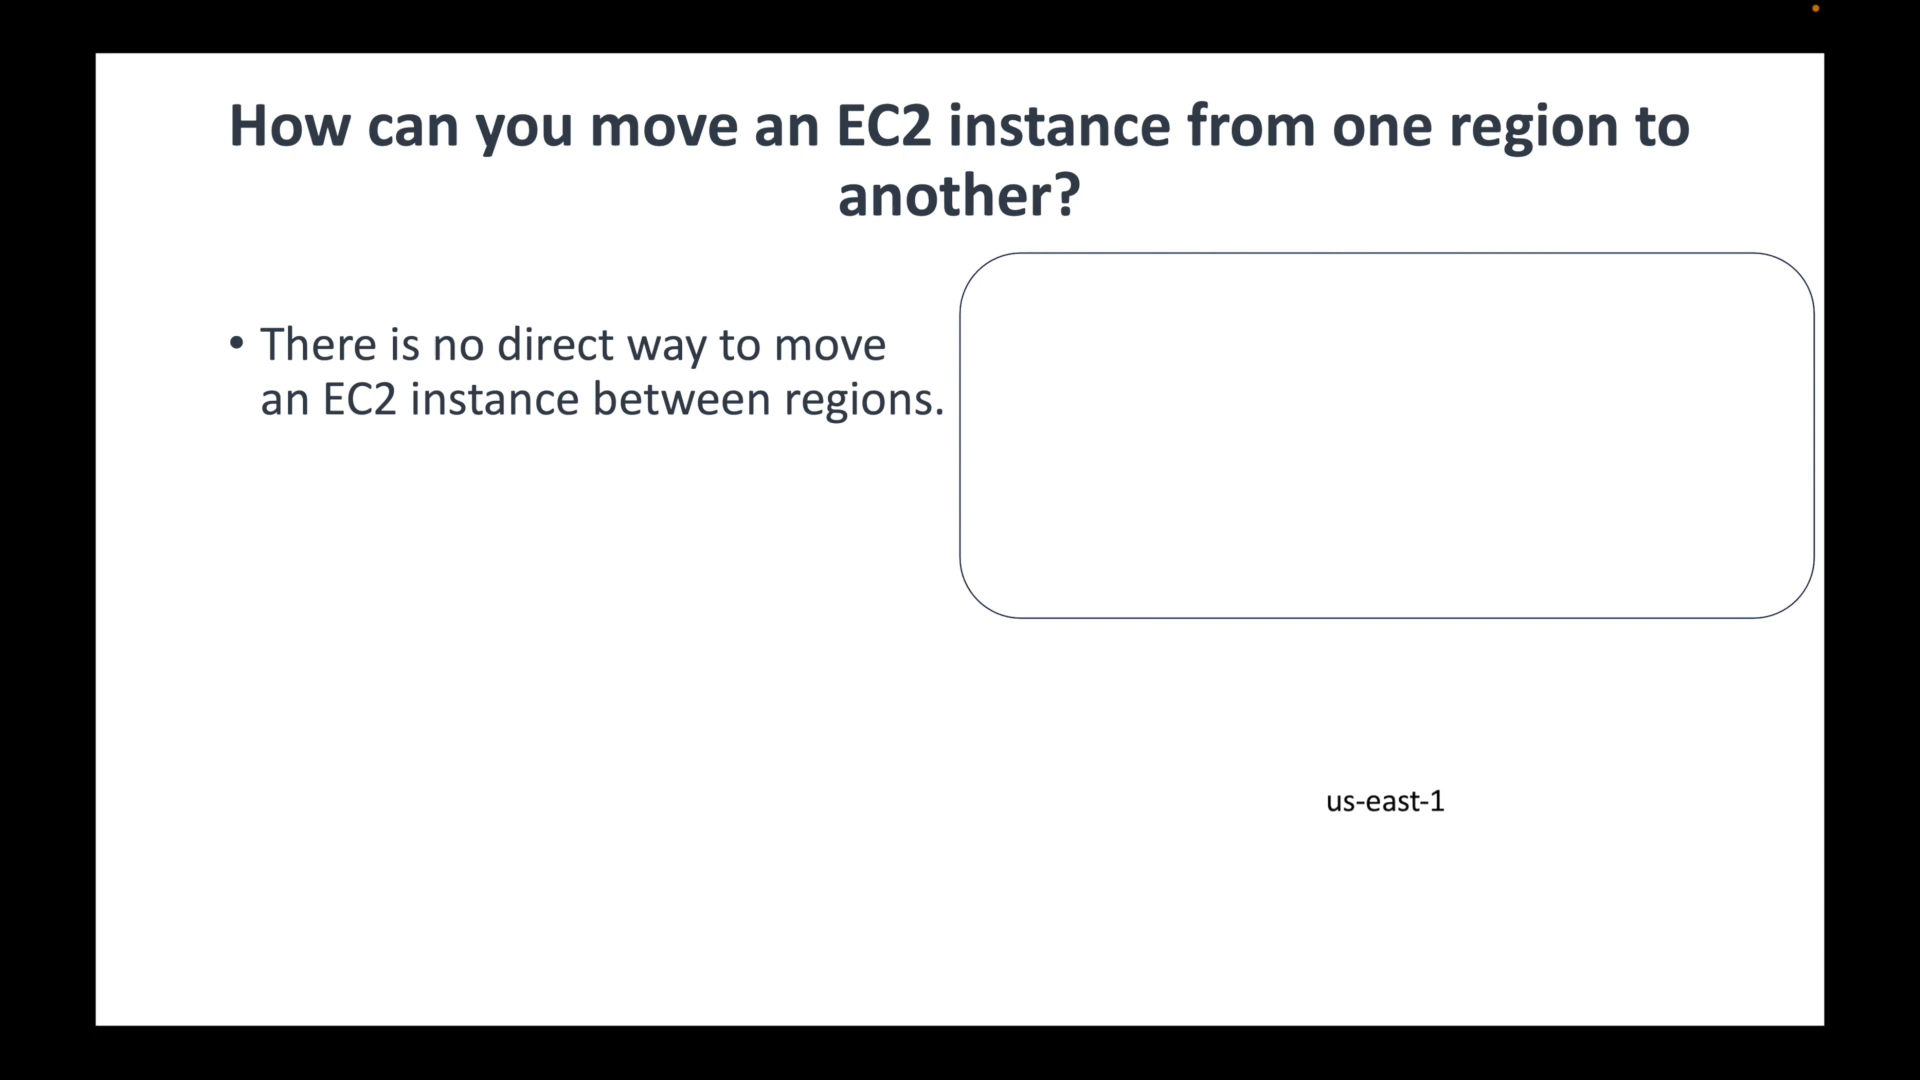 How can you move an EC2 instance from one region to
another?
• There is no direct way to move
an EC2 instance between regions.
us-east-1